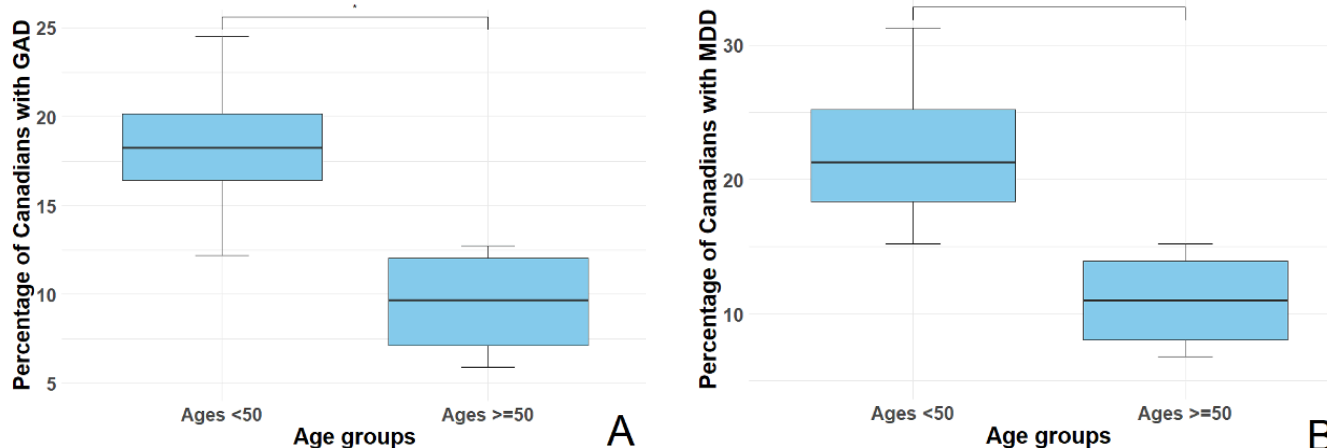 *
Percentage of Canadians with GAD
25
20
15
10
5
Ages <50
Ages >=50
Age groups
A
Percentage of Canadians with MDD
30
20
10
Ages <50
Ages >=50
Age groups
B